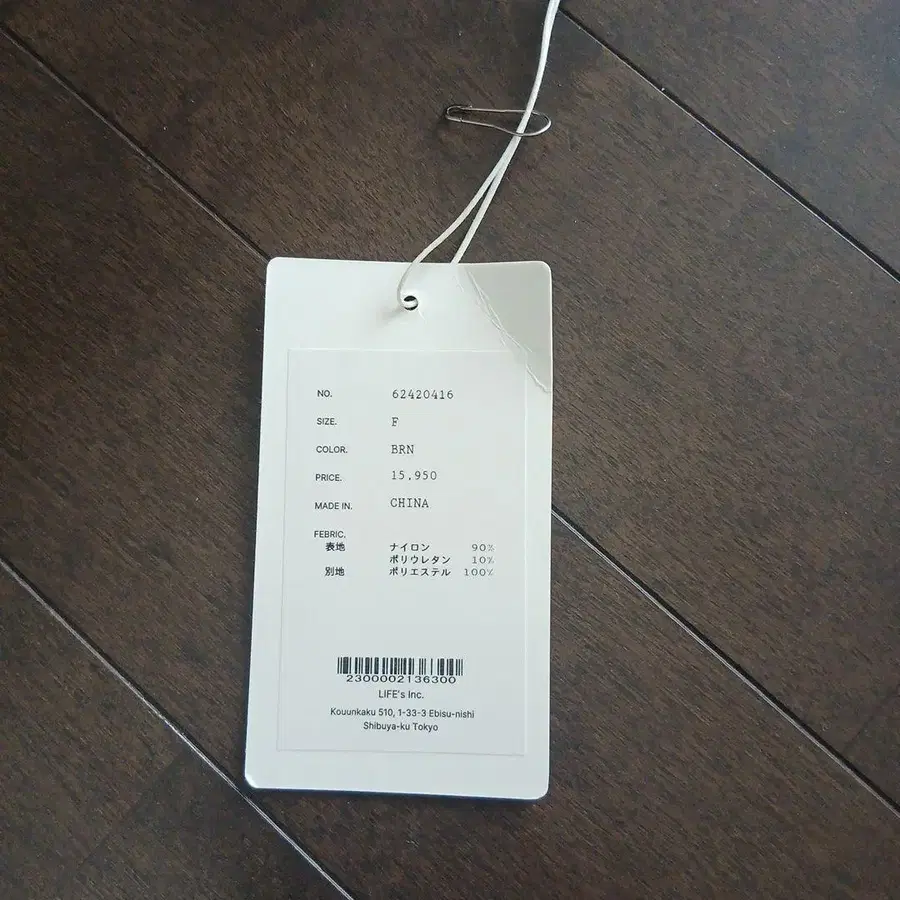 NO. 62420416
SIZE. F
COLOR. BRN
PRICE. 15,950
MADE IN. CHINA
FEBRIC.
表地 ナイロン 90%
ポリウレタン 10%
別地 ポリエステル 100%
2300002136300
LIFE's Inc.
Kouunkaku 510, 1-33-3 Ebisu-nishi
Shibuya-ku Tokyo